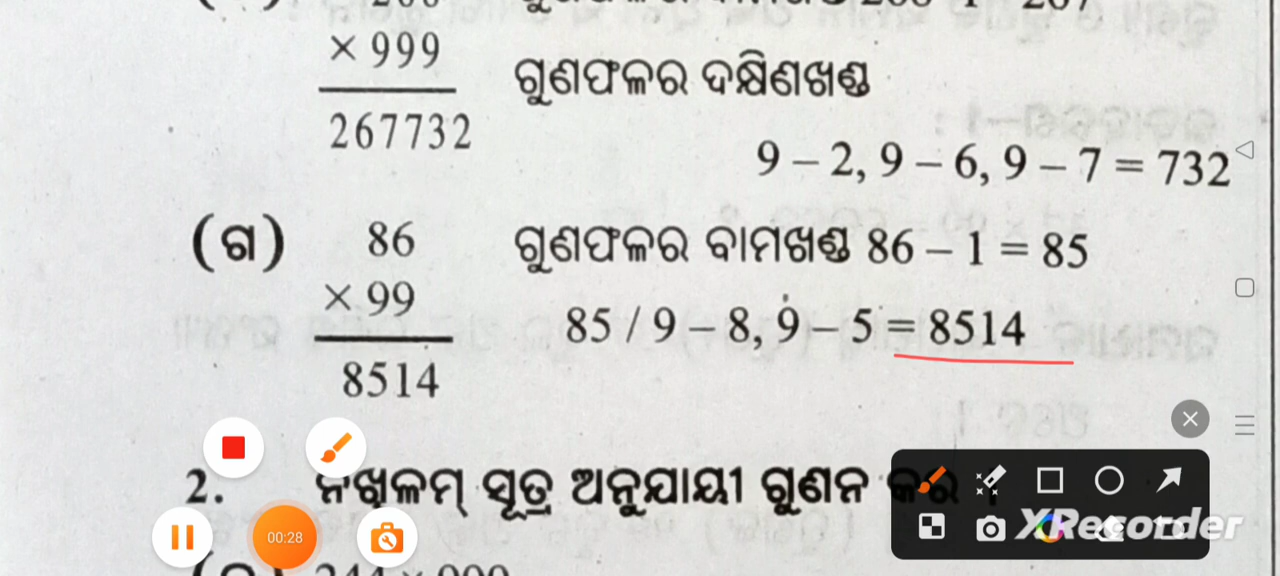 × 999 ଗୁଣଫଳର ଦକ୍ଷିଣଖଣ୍ଡ
267732
9 – 2, 9 – 6, 9 – 7 = 732
(ଗ) 86 ଗୁଣଫଳର ବାମଖଣ୍ଡ 86 – 1 = 85
× 99 85 / 9 – 8, 9 – 5 = 8514
8514
2. ନିଖିଳମ୍ ସୂତ୍ର ଅନୁଯାୟୀ ଗୁଣନ କର ।
00:28
XRecorder